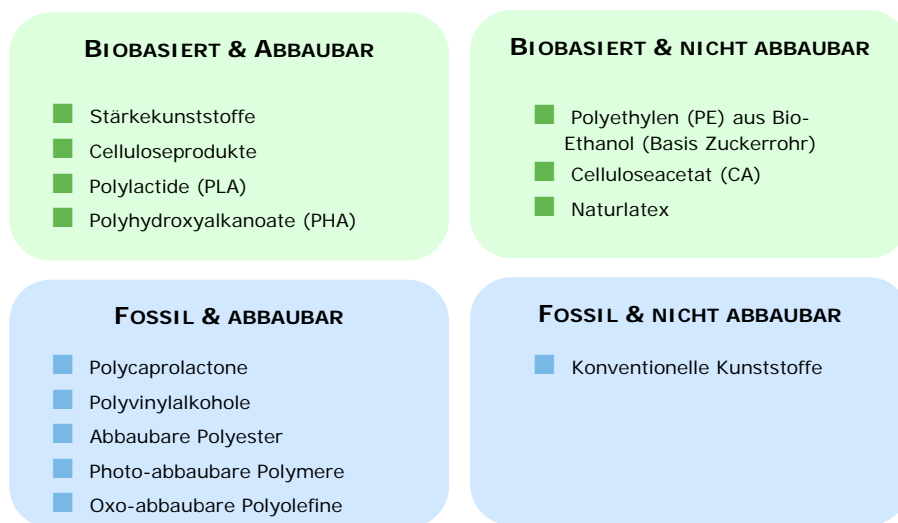 BIOBASIERT & ABBAUBAR
Stärkekunststoffe
Celluloseprodukte
Polylactide (PLA)
Polyhydroxyalkanoate (PHA)
BIOBASIERT & NICHT ABBAUBAR
Polyethylen (PE) aus Bio-
Ethanol (Basis Zuckerrohr)
Celluloseacetat (CA)
Naturlatex
FOSSIL & ABBAUBAR
Polycaprolactone
Polyvinylalkohole
Abbaubare Polyester
Photo-abbaubare Polymere
Oxo-abbaubare Polyolefine
FOSSIL & NICHT ABBAUBAR
Konventionelle Kunststoffe